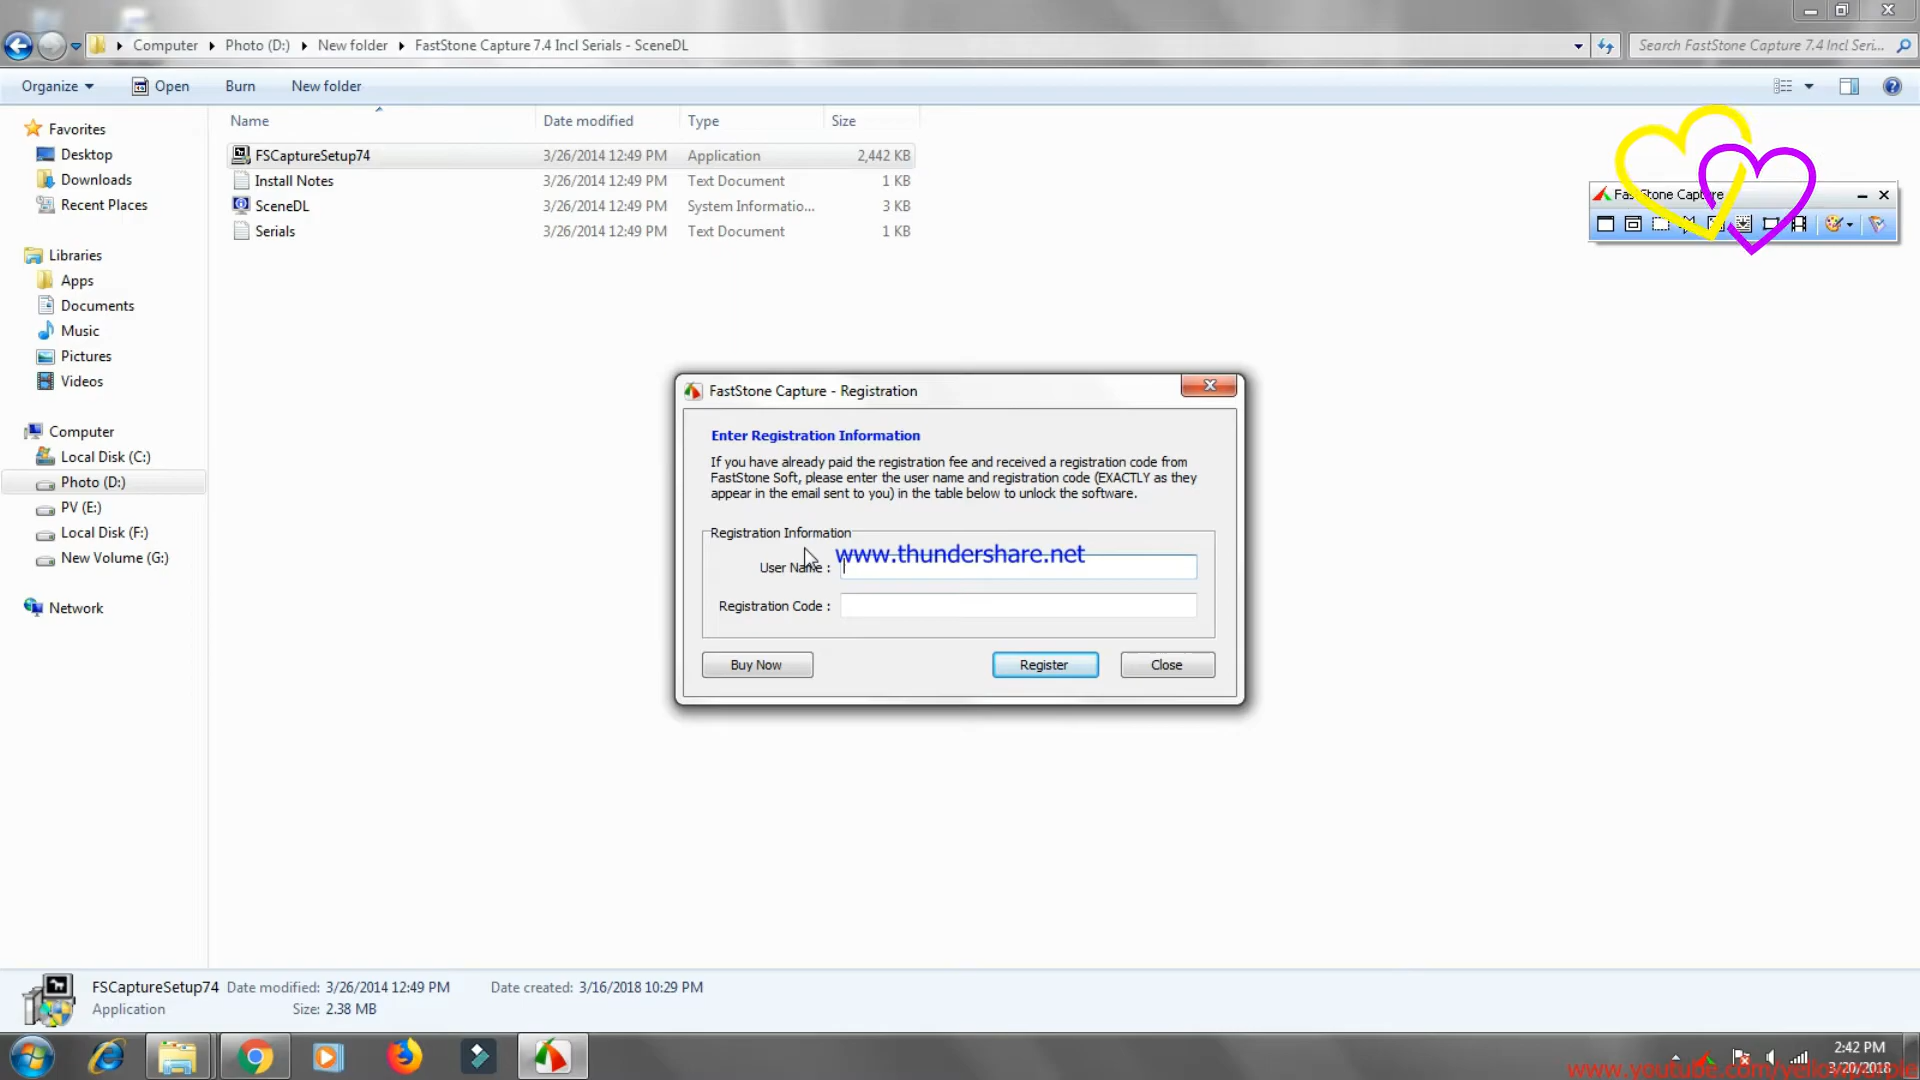 Computer
Photo (D:)
New folder
FastStone Capture 7.4 Incl Serials - SceneDL
Search FastStone Capture 7.4 Incl Seri...
Organize
Open
Burn
New folder
Favorites
Desktop
Downloads
Recent Places
Libraries
Apps
Documents
Music
Pictures
Videos
Computer
Local Disk (C:)
Photo (D:)
PV (E:)
Local Disk (F:)
New Volume (G:)
Network
Name Date modified Type Size
FSCaptureSetup74 3/26/2014 12:49 PM Application 2,442 KB
Install Notes 3/26/2014 12:49 PM Text Document 1 KB
SceneDL 3/26/2014 12:49 PM System Informatio... 3 KB
Serials 3/26/2014 12:49 PM Text Document 1 KB
FastStone Capture
FastStone Capture - Registration
Enter Registration Information
If you have already paid the registration fee and received a registration code from
FastStone Soft, please enter the user name and registration code (EXACTLY as they
appear in the email sent to you) in the table below to unlock the software.
Registration Information
www.thundershare.net
User Name :
Registration Code :
Buy Now
Register
Close
FSCaptureSetup74 Date modified: 3/26/2014 12:49 PM Date created: 3/16/2018 10:29 PM
Application Size: 2.38 MB
2:42 PM
3/20/2018